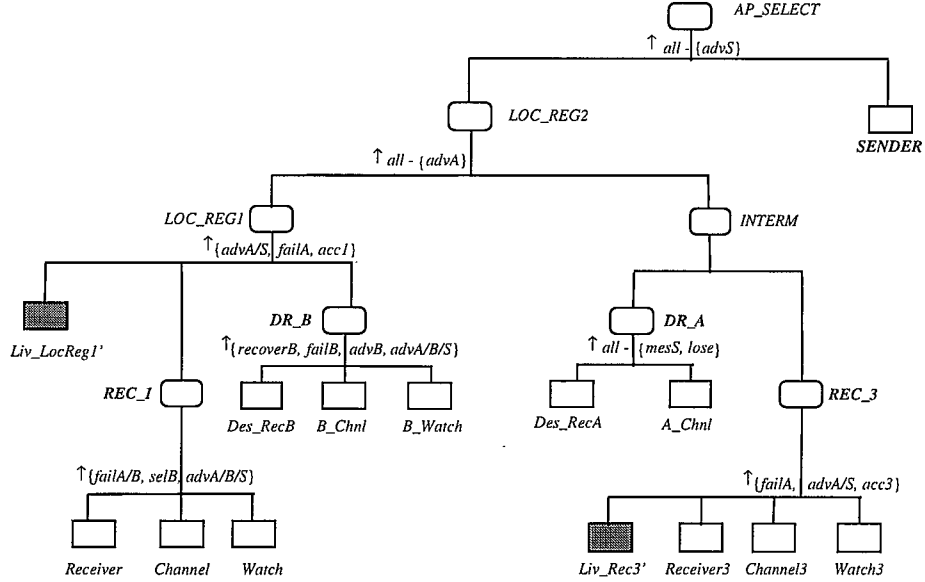 AP_SELECT
↑ all - {advS}
LOC_REG2
SENDER
↑ all - {advA}
LOC_REG1
INTERM
↑{advA/S, failA, acc1}
Liv_LocReg1'
DR_B
DR_A
↑{recoverB, failB, advB, advA/B/S}
↑ all - {mesS, lose}
REC_1
REC_3
Des_RecB
B_Chnl
B_Watch
Des_RecA
A_Chnl
↑{failA/B, selB, advA/B/S}
↑{failA, advA/S, acc3}
Receiver
Channel
Watch
Liv_Rec3'
Receiver3
Channel3
Watch3